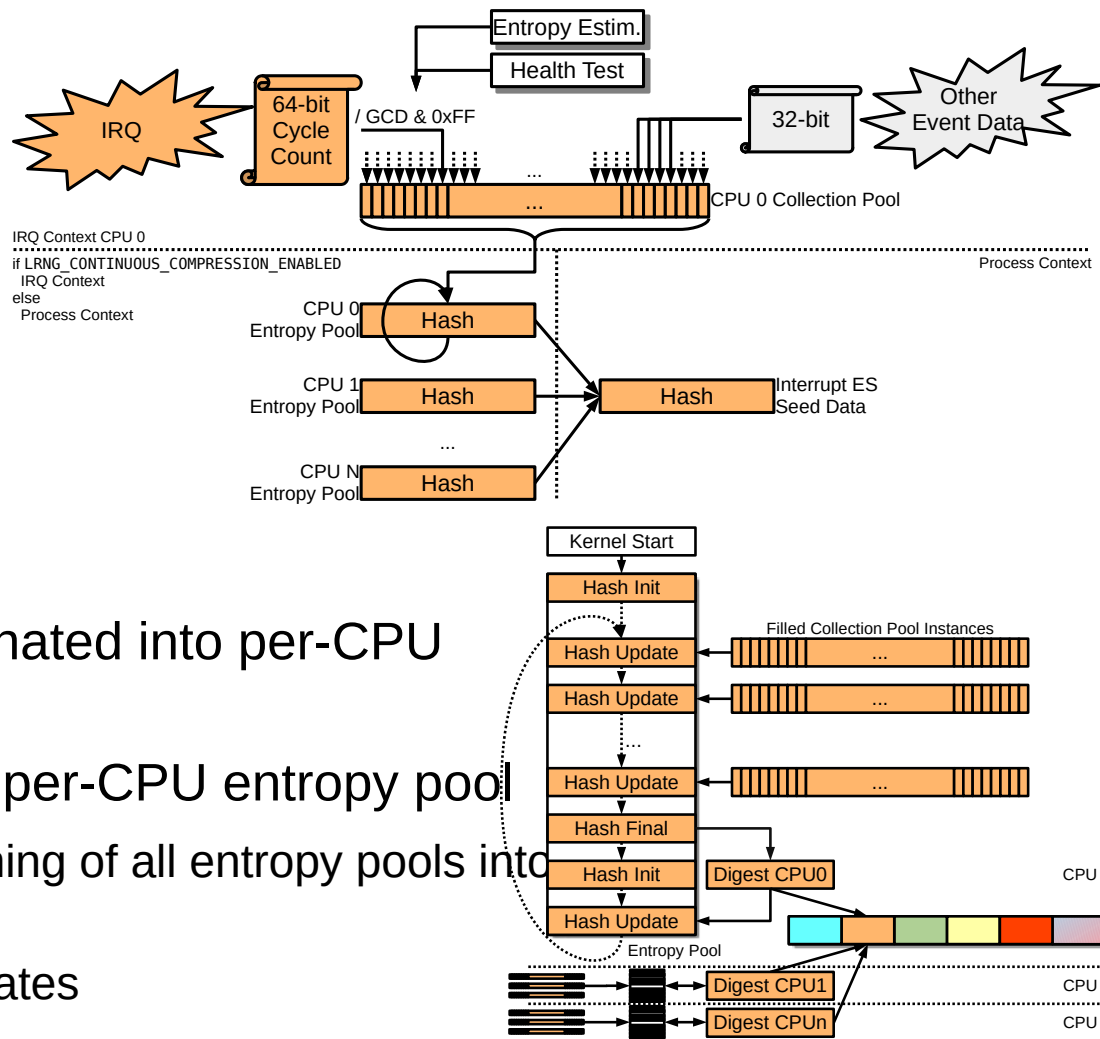 Entropy Estim.
Health Test
IRQ
64-bit
Cycle
Count
/ GCD & 0xFF
32-bit
Other
Event Data
...
...
CPU 0 Collection Pool
IRQ Context CPU 0
if LRNG_CONTINUOUS_COMPRESSION_ENABLED
IRQ Context
else
Process Context
Process Context
CPU 0
Entropy Pool
Hash
CPU 1
Entropy Pool
Hash
Hash
Interrupt ES
Seed Data
...
CPU N
Entropy Pool
Hash
Kernel Start
Hash Init
nated into per-CPU
Filled Collection Pool Instances
Hash Update
...
Hash Update
...
...
per-CPU entropy pool
Hash Update
...
Hash Final
ning of all entropy pools into
Hash Init
Digest CPU0
CPU
Hash Update
Entropy Pool
ates
Digest CPU1
CPU
Digest CPUn
CPU